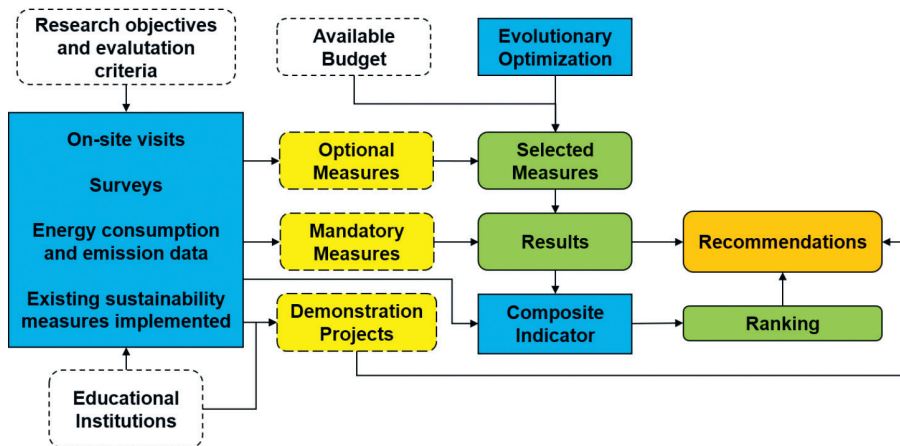 Research objectives
and evalutation
criteria
Available
Budget
Evolutionary
Optimization
On-site visits
Surveys
Energy consumption
and emission data
Existing sustainability
measures implemented
Optional
Measures
Selected
Measures
Mandatory
Measures
Results
Recommendations
Demonstration
Projects
Composite
Indicator
Ranking
Educational
Institutions